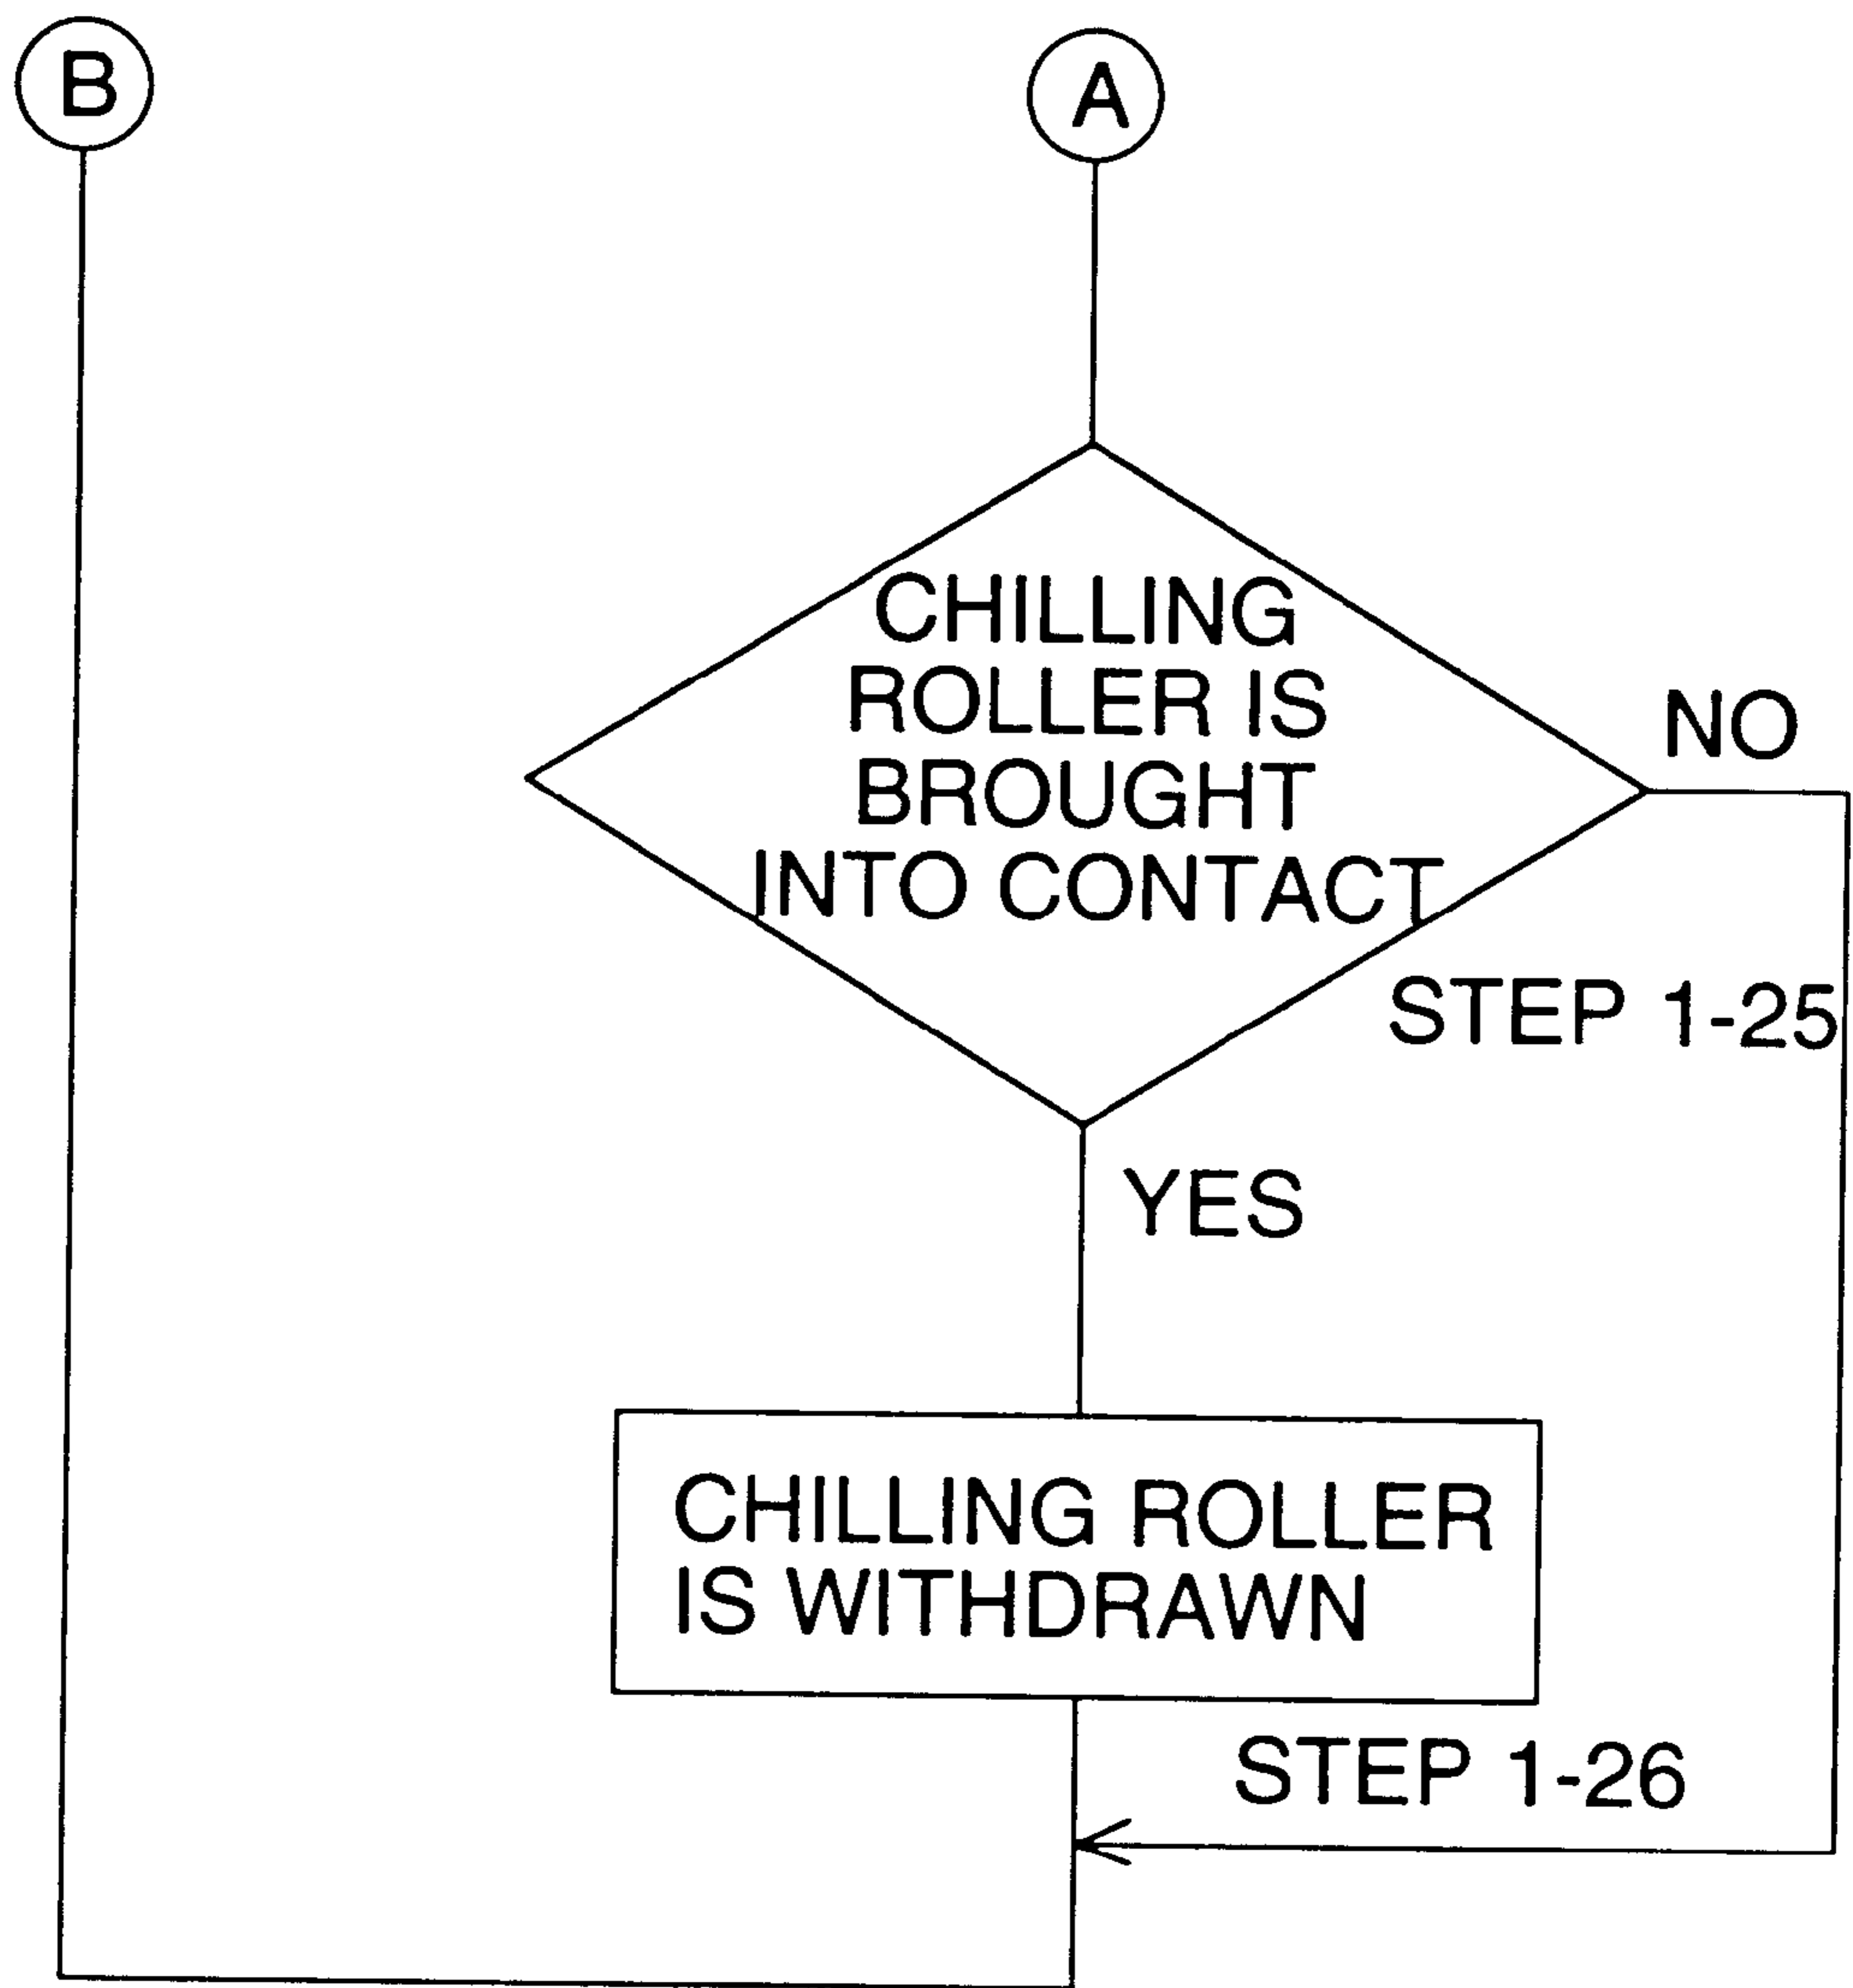 B
A
CHILLING
ROLLER IS
BROUGHT
INTO CONTACT
NO
STEP 1-25
YES
CHILLING ROLLER
IS WITHDRAWN
STEP 1-26